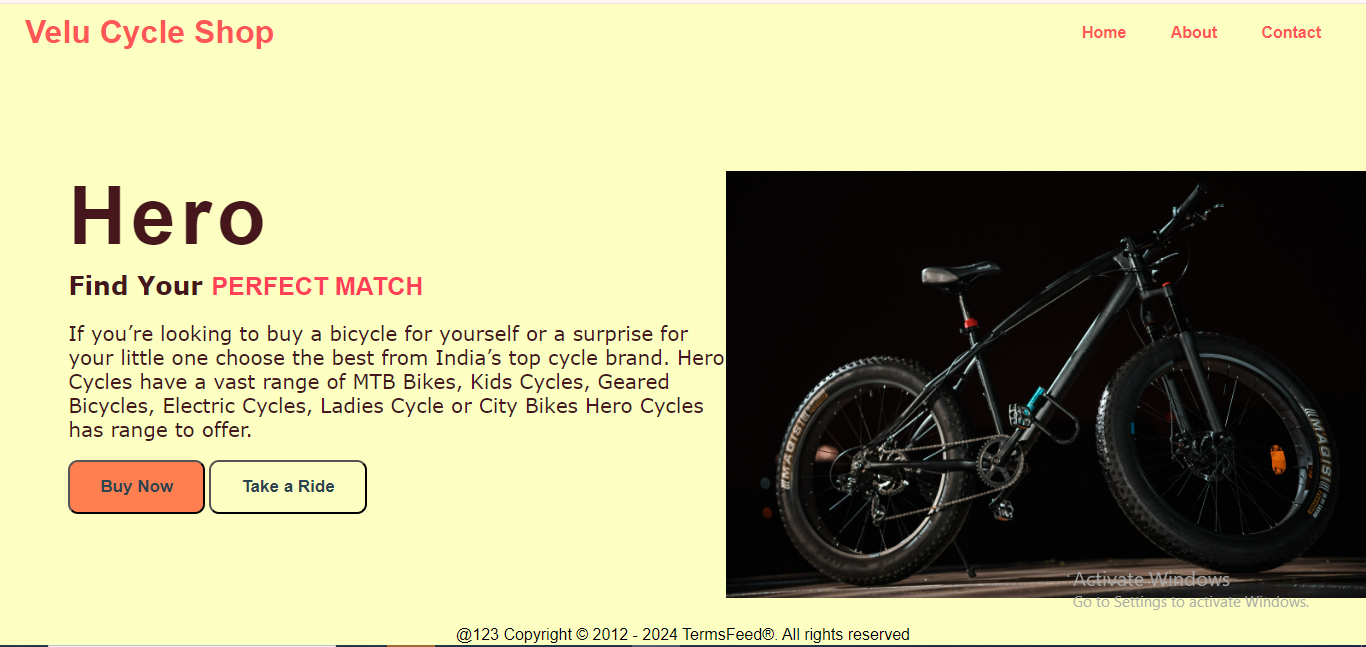 Velu Cycle Shop
Home About Contact
Hero
Find Your PERFECT MATCH
If you’re looking to buy a bicycle for yourself or a surprise for
your little one choose the best from India’s top cycle brand. Hero
Cycles have a vast range of MTB Bikes, Kids Cycles, Geared
Bicycles, Electric Cycles, Ladies Cycle or City Bikes Hero Cycles
has range to offer.
Buy Now Take a Ride
MAGIS
MAGIS
Activate Windows
Go to Settings to activate Windows.
@123 Copyright © 2012 - 2024 TermsFeed®. All rights reserved